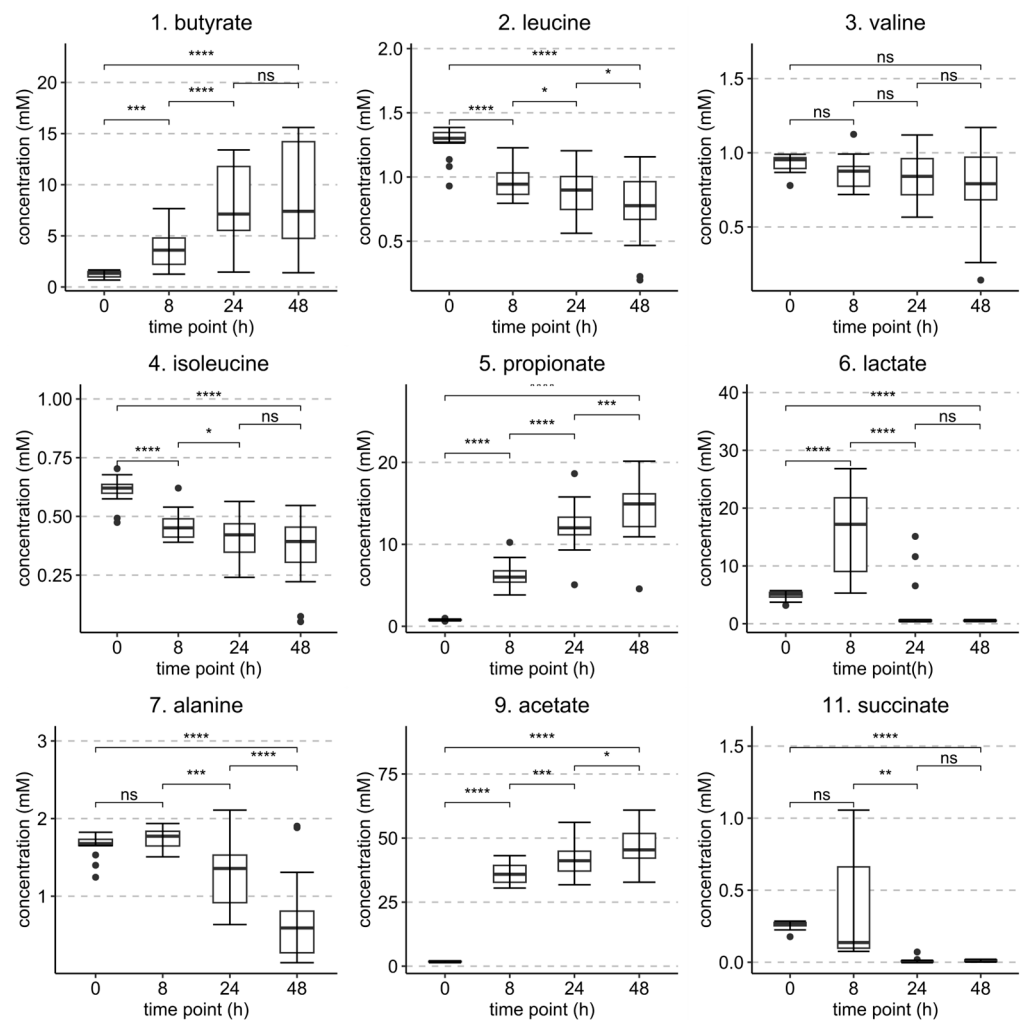 1. butyrate
concentration (mM)
20
15
10
5
0
****
ns
****
***
0 8 24 48
time point (h)
2. leucine
concentration (mM)
2.0
1.5
1.0
0.5
****
*
*
****
0 8 24 48
time point (h)
3. valine
concentration (mM)
1.5
1.0
0.5
ns
ns
ns
ns
0 8 24 48
time point (h)
4. isoleucine
concentration (mM)
1.00
0.75
0.50
0.25
****
ns
*
****
0 8 24 48
time point (h)
5. propionate
concentration (mM)
20
10
0
****
***
****
****
0 8 24 48
time point (h)
6. lactate
concentration (mM)
40
30
20
10
0
****
ns
****
****
0 8 24 48
time point(h)
7. alanine
concentration (mM)
3
2
1
****
****
***
ns
0 8 24 48
time point (h)
9. acetate
concentration (mM)
75
50
25
0
****
*
***
****
0 8 24 48
time point (h)
11. succinate
concentration (mM)
1.5
1.0
0.5
0.0
****
ns
**
ns
0 8 24 48
time point (h)